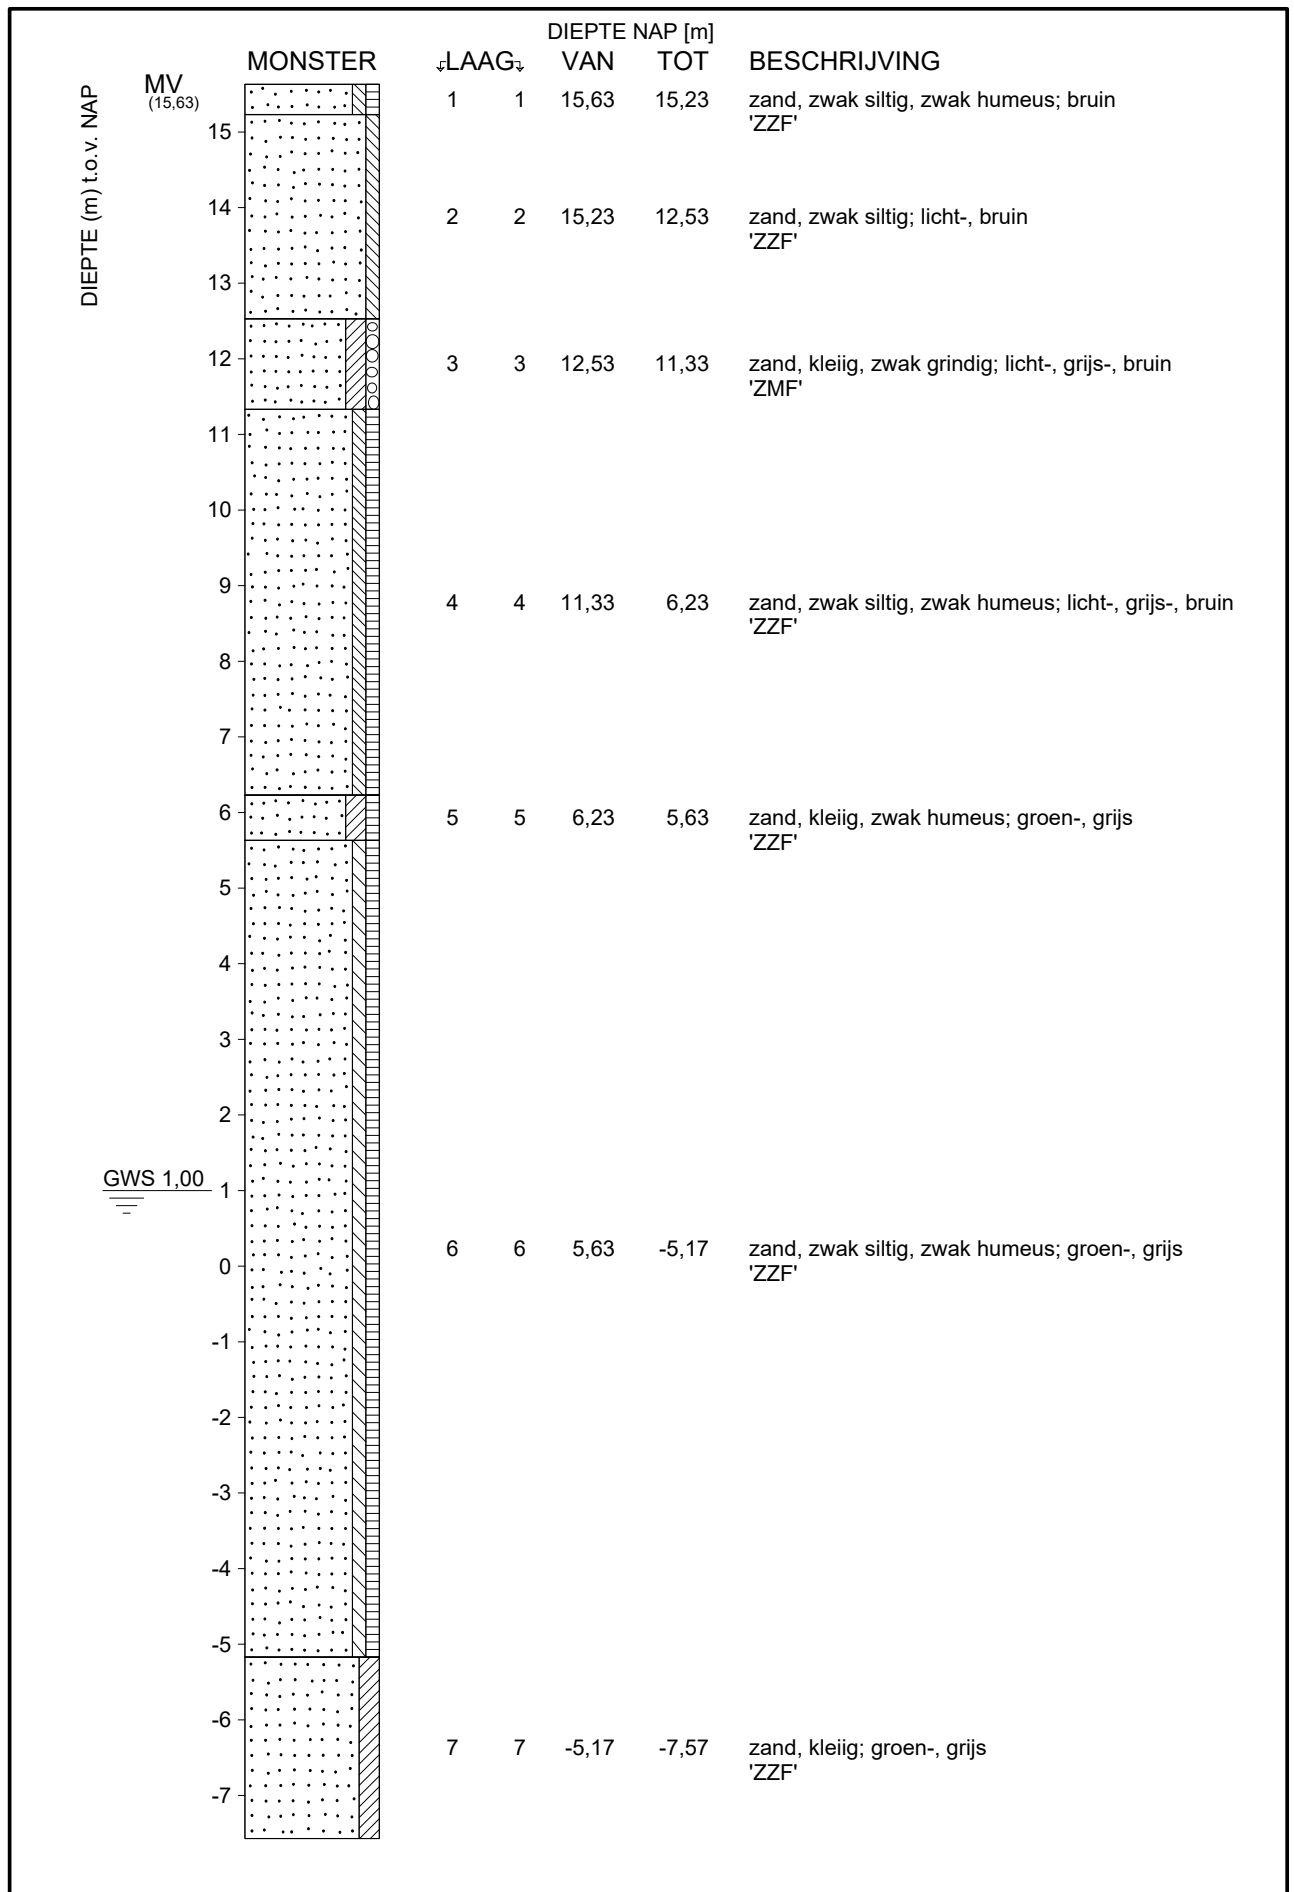 DIEPTE NAP [m]
MONSTER LAAG VAN TOT BESCHRIJVING
MV
(15,63)
DIEPTE (m) t.o.v. NAP
1 1 15,63 15,23 zand, zwak siltig, zwak humeus; bruin
'ZZF'
15
14
2 2 15,23 12,53 zand, zwak siltig; licht-, bruin
'ZZF'
13
12
3 3 12,53 11,33 zand, kleiig, zwak grindig; licht-, grijs-, bruin
'ZMF'
11
10
9
4 4 11,33 6,23 zand, zwak siltig, zwak humeus; licht-, grijs-, bruin
'ZZF'
8
7
6
5 5 6,23 5,63 zand, kleiig, zwak humeus; groen-, grijs
'ZZF'
5
4
3
2
GWS 1,00
1
6 6 5,63 -5,17 zand, zwak siltig, zwak humeus; groen-, grijs
'ZZF'
0
-1
-2
-3
-4
-5
-6
7 7 -5,17 -7,57 zand, kleiig; groen-, grijs
'ZZF'
-7